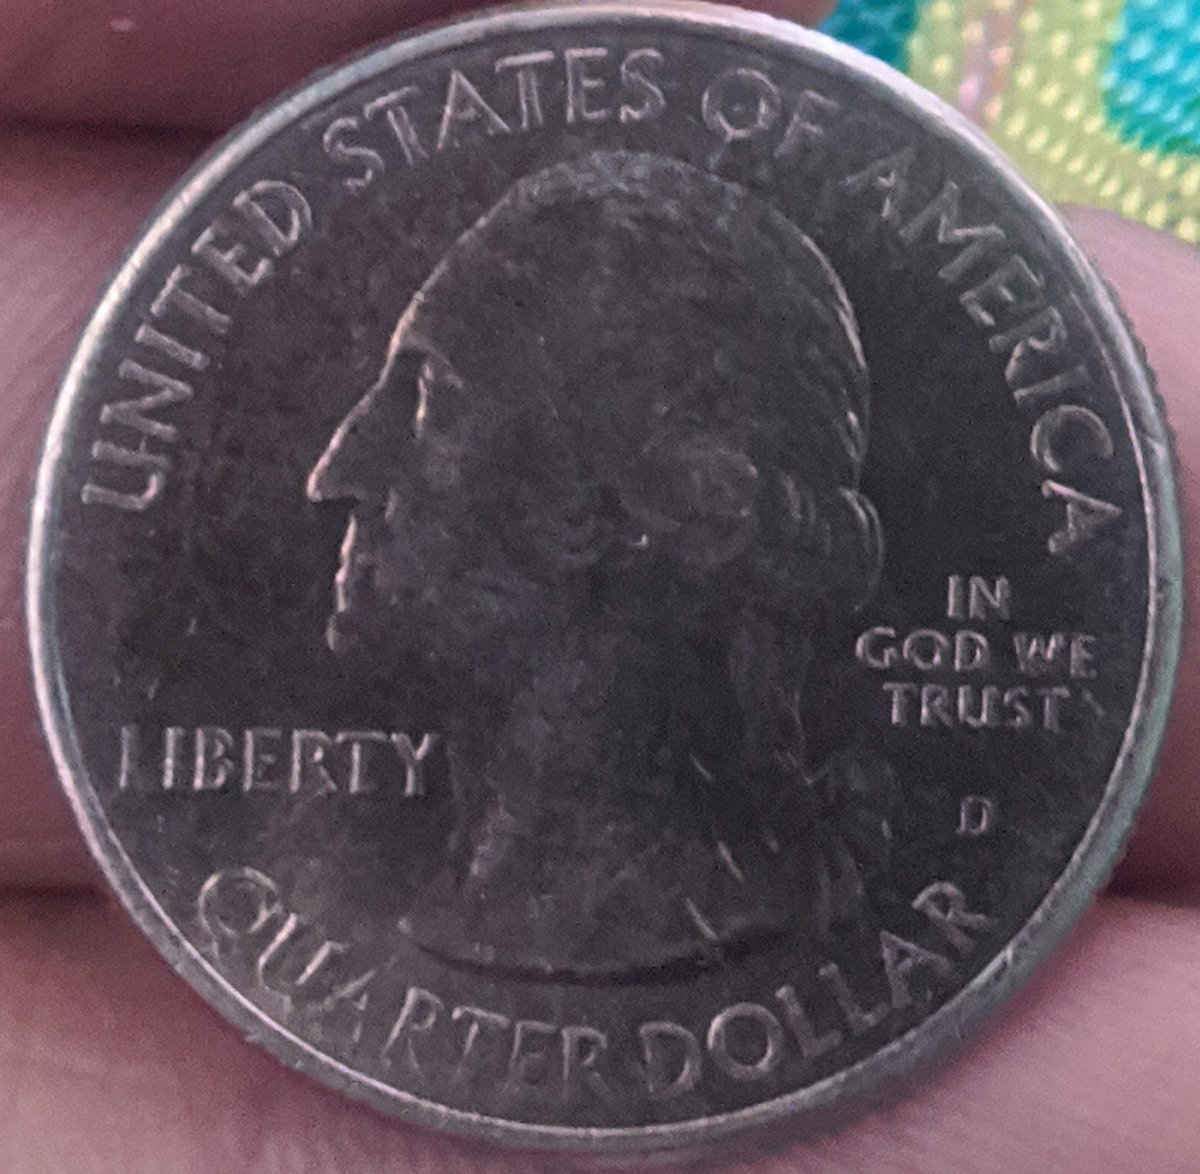 UNITED STATES OF AMERICA
LIBERTY
IN
GOD WE
TRUST
D
QUARTER DOLLAR